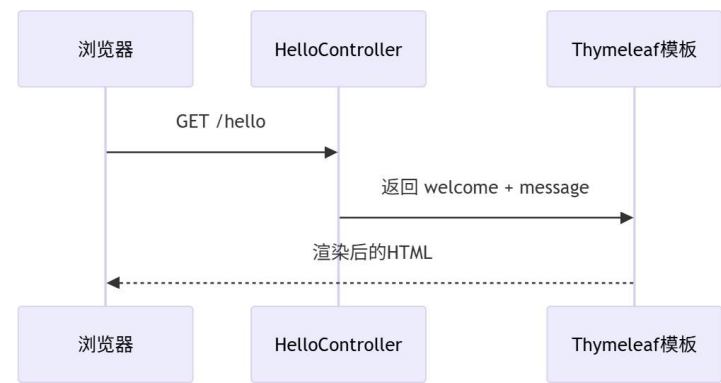 浏览器
HelloController
Thymeleaf模板
GET /hello
返回 welcome + message
渲染后的HTML
浏览器
HelloController
Thymeleaf模板